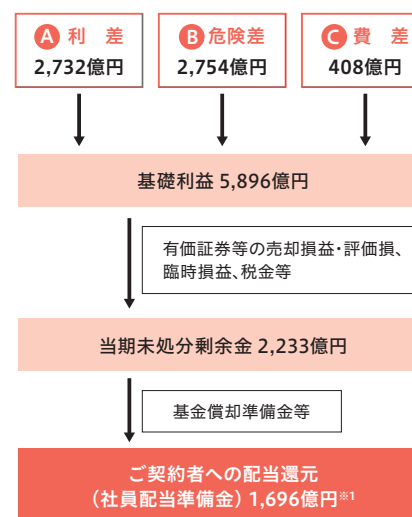 A 利 差
2,732億円
B 危険差
2,754億円
C 費 差
408億円
基礎利益 5,896億円
有価証券等の売却損益・評価損、
臨時損益、税金等
当期未処分剰余金 2,233億円
基金償却準備金等
ご契約者への配当還元
（社員配当準備金）1,696億円※1